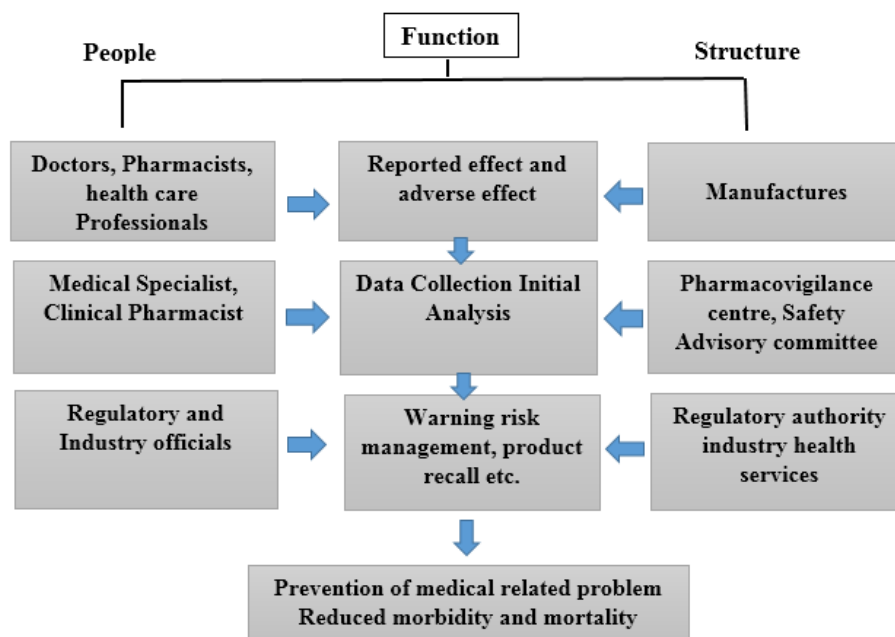 Function
People
Structure
Doctors, Pharmacists,
health care
Professionals
Reported effect and
adverse effect
Manufactures
Medical Specialist,
Clinical Pharmacist
Data Collection Initial
Analysis
Pharmacovigilance
centre, Safety
Advisory committee
Regulatory and
Industry officials
Warning risk
management, product
recall etc.
Regulatory authority
industry health
services
Prevention of medical related problem
Reduced morbidity and mortality